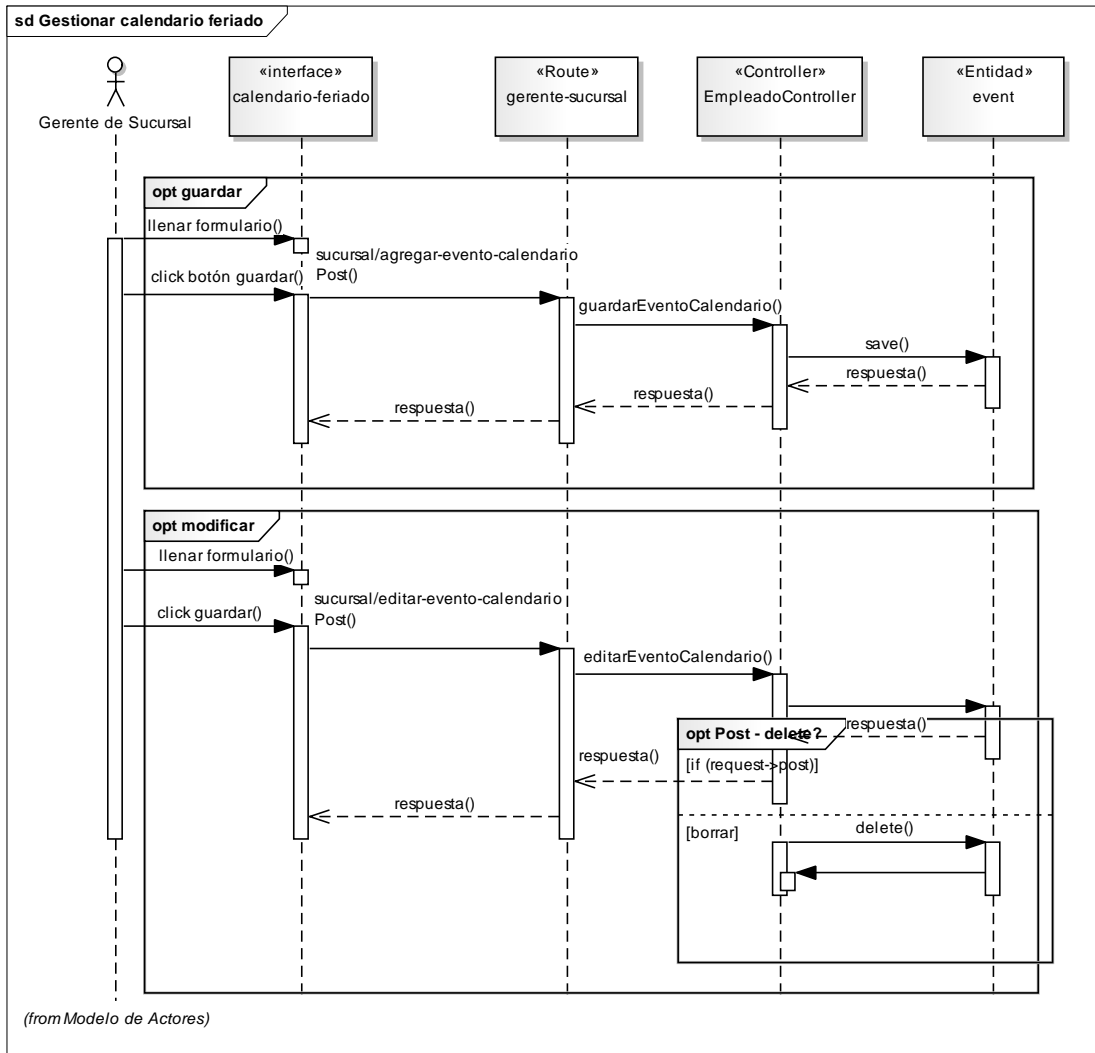 sd Gestionar calendario feriado
«interface»
calendario-feriado
«Route»
gerente-sucursal
«Controller»
EmpleadoController
«Entidad»
event
Gerente de Sucursal
opt guardar
llenar formulario()
sucursal/agregar-evento-calendario
Post()
click botón guardar()
guardarEventoCalendario()
save()
respuesta()
respuesta()
respuesta()
opt modificar
llenar formulario()
sucursal/editar-evento-calendario
Post()
click guardar()
editarEventoCalendario()
respuesta()
opt Post - delete?
respuesta()
[if (request->post)]
respuesta()
[borrar]
delete()
(from Modelo de Actores)